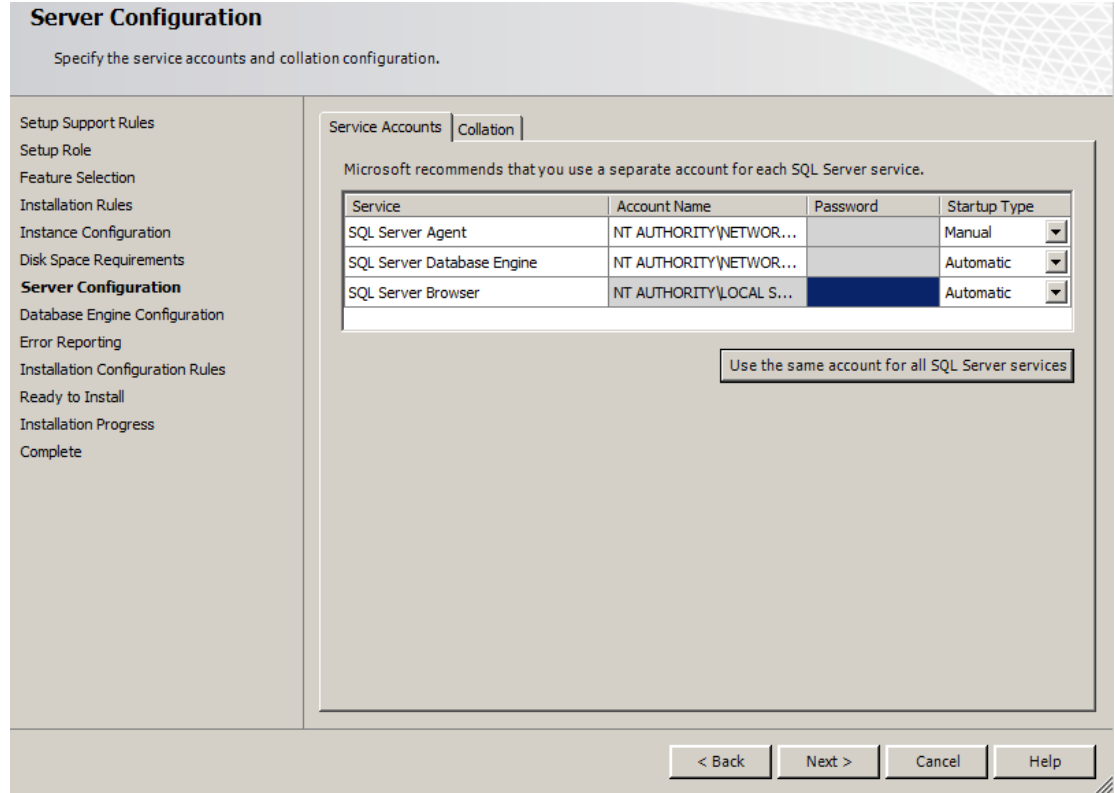 Server Configuration
Specify the service accounts and collation configuration.
Setup Support Rules
Setup Role
Feature Selection
Installation Rules
Instance Configuration
Disk Space Requirements
Server Configuration
Database Engine Configuration
Error Reporting
Installation Configuration Rules
Ready to Install
Installation Progress
Complete
Service Accounts Collation
Microsoft recommends that you use a separate account for each SQL Server service.
Service Account Name Password Startup Type
SQL Server Agent NT AUTHORITY\NETWOR... Manual
SQL Server Database Engine NT AUTHORITY\NETWOR... Automatic
SQL Server Browser NT AUTHORITY\LOCAL S... Automatic
Use the same account for all SQL Server services
< Back Next > Cancel Help